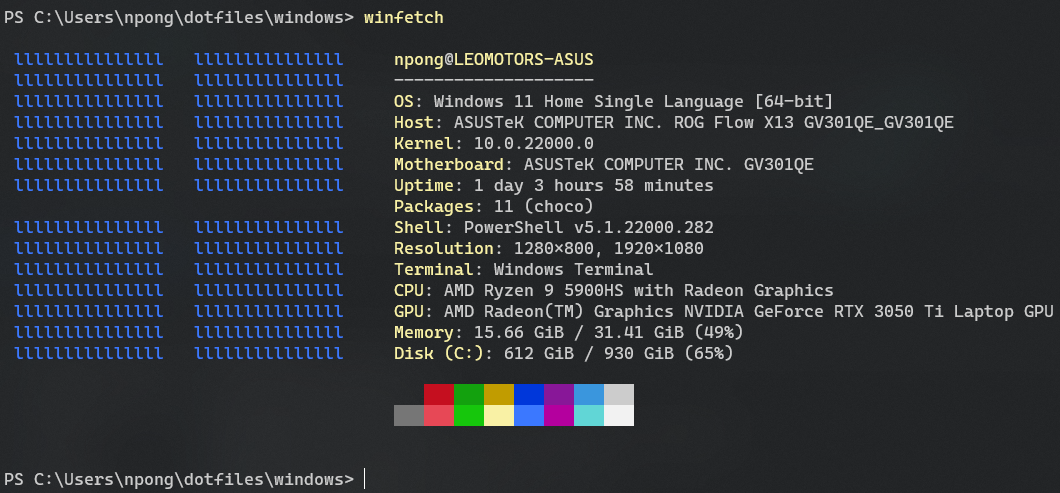 PS C:\Users\npong\dotfiles\windows> winfetch
lllllllllllllll   lllllllllllllll     npong@LEOMOTORS-ASUS
lllllllllllllll   lllllllllllllll     --------------------
lllllllllllllll   lllllllllllllll     OS: Windows 11 Home Single Language [64-bit]
lllllllllllllll   lllllllllllllll     Host: ASUSTeK COMPUTER INC. ROG Flow X13 GV301QE_GV301QE
lllllllllllllll   lllllllllllllll     Kernel: 10.0.22000.0
lllllllllllllll   lllllllllllllll     Motherboard: ASUSTeK COMPUTER INC. GV301QE
lllllllllllllll   lllllllllllllll     Uptime: 1 day 3 hours 58 minutes
Packages: 11 (choco)
lllllllllllllll   lllllllllllllll     Shell: PowerShell v5.1.22000.282
lllllllllllllll   lllllllllllllll     Resolution: 1280×800, 1920×1080
lllllllllllllll   lllllllllllllll     Terminal: Windows Terminal
lllllllllllllll   lllllllllllllll     CPU: AMD Ryzen 9 5900HS with Radeon Graphics
lllllllllllllll   lllllllllllllll     GPU: AMD Radeon(TM) Graphics NVIDIA GeForce RTX 3050 Ti Laptop GPU
lllllllllllllll   lllllllllllllll     Memory: 15.66 GiB / 31.41 GiB (49%)
lllllllllllllll   lllllllllllllll     Disk (C:): 612 GiB / 930 GiB (65%)
PS C:\Users\npong\dotfiles\windows>